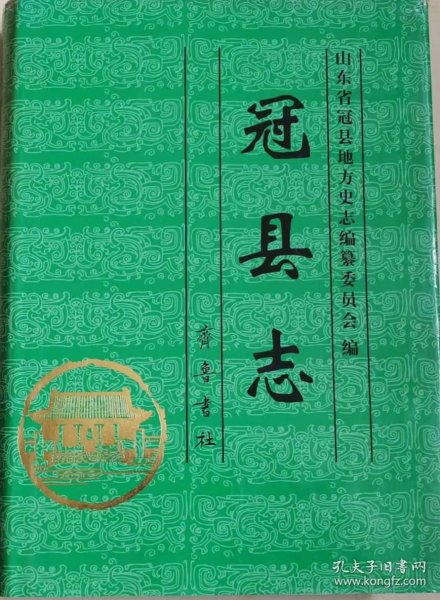 山东省冠县地方史志编纂委员会 编
冠县志
齊魯書社
孔夫子旧书网
www.kongfz.com